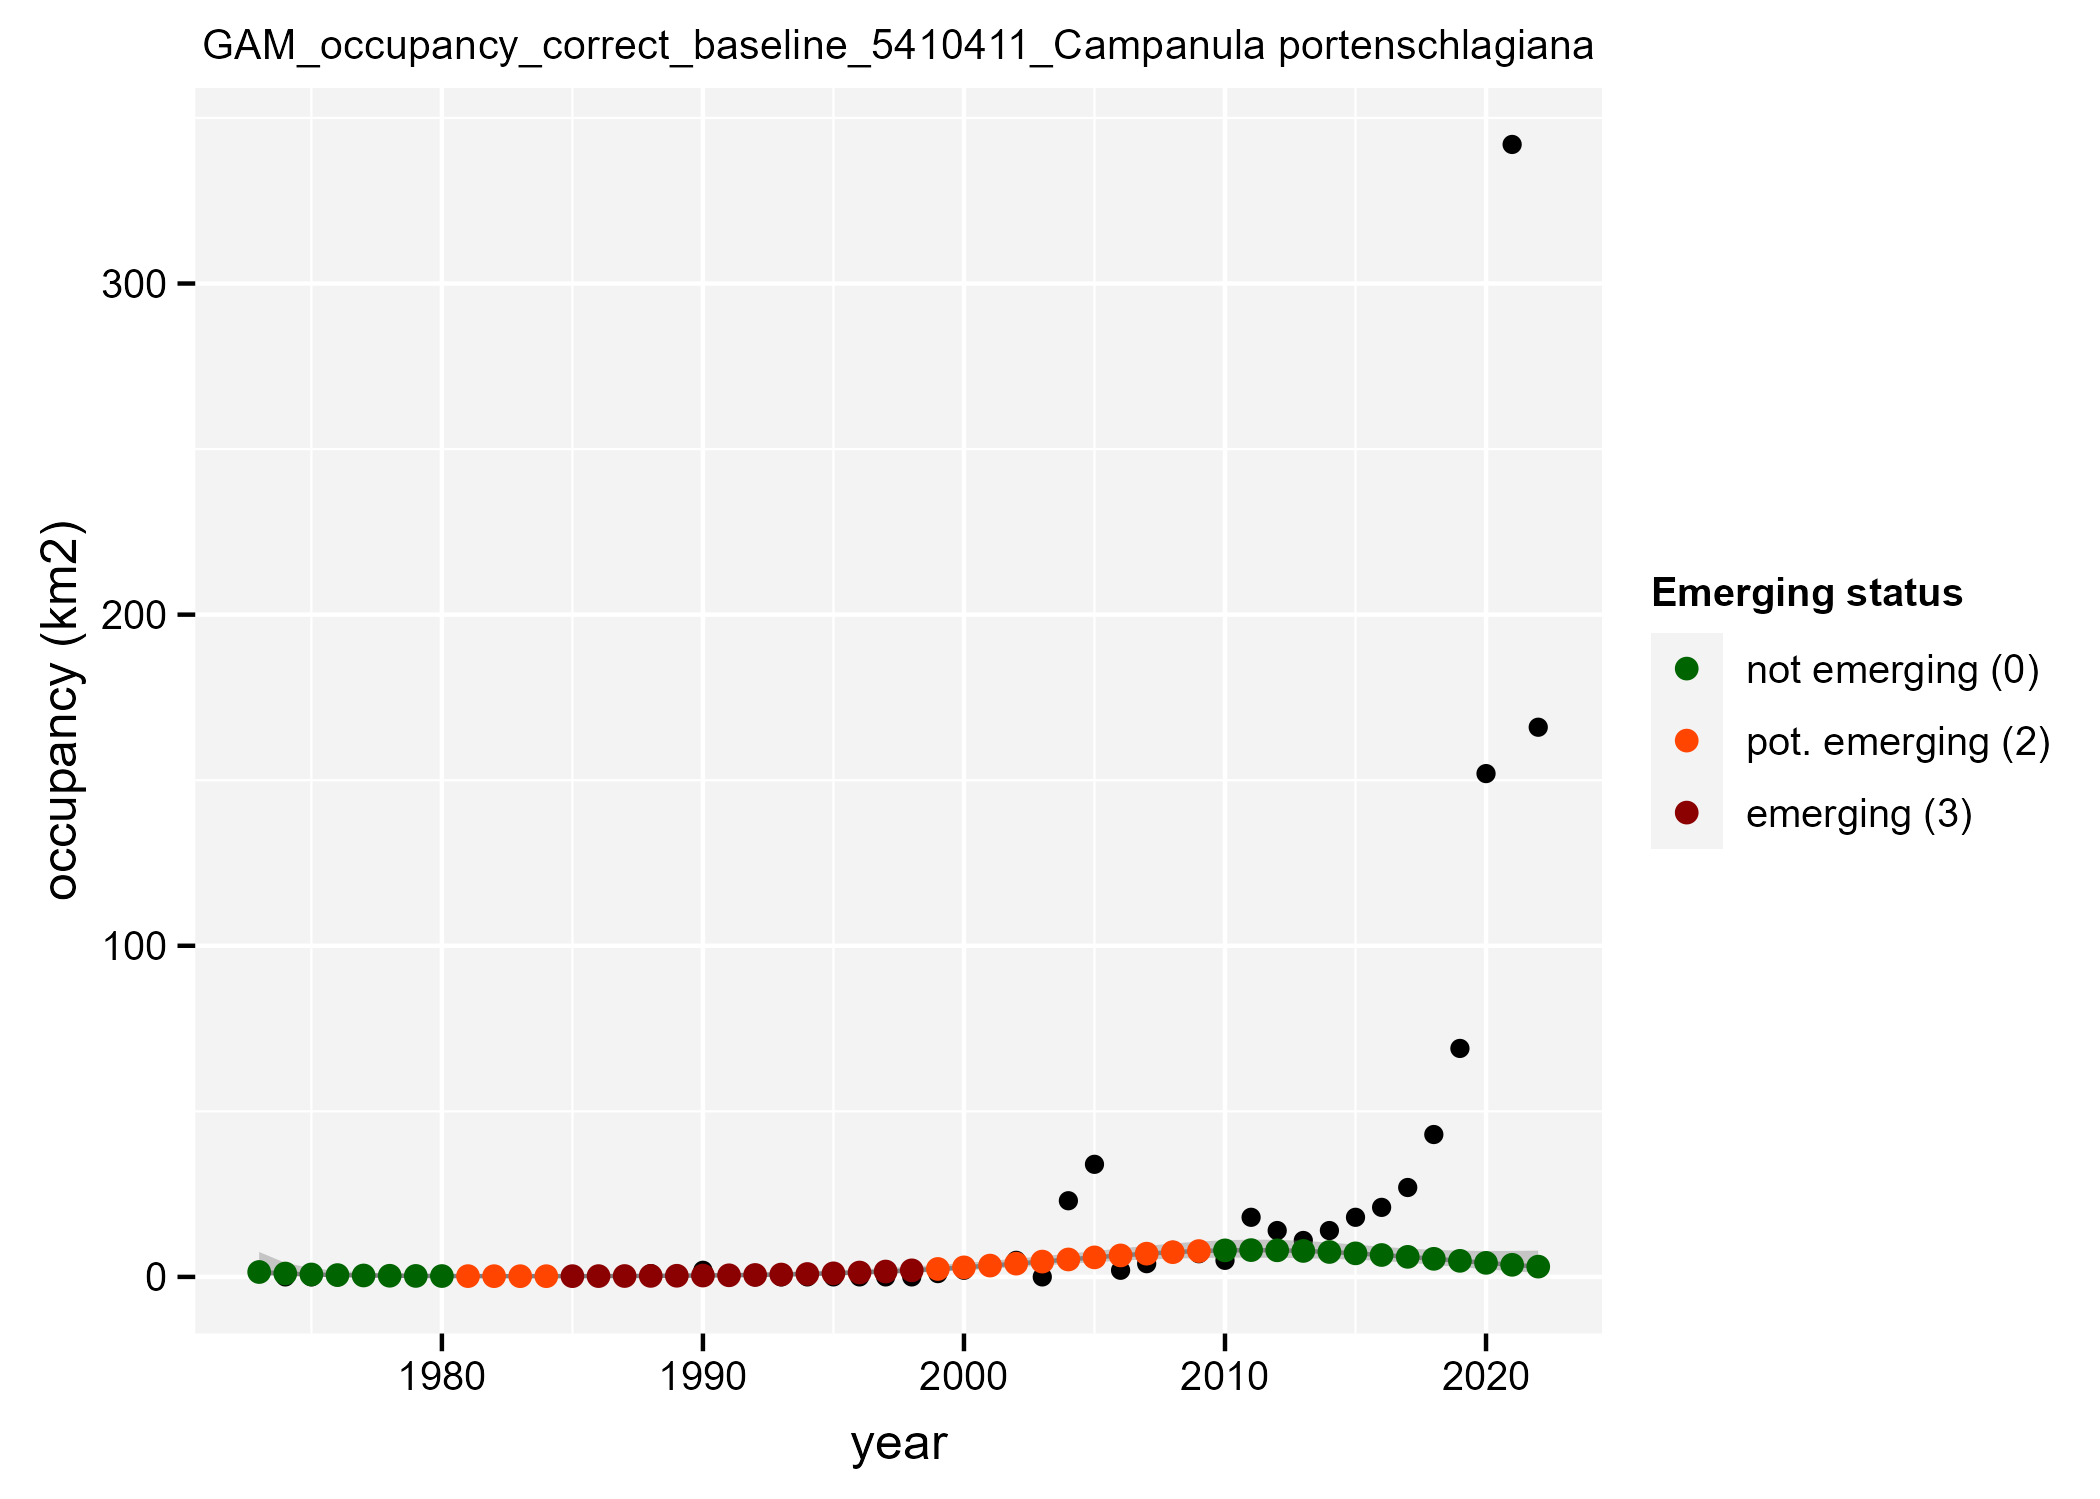 GAM_occupancy_correct_baseline_5410411_Campanula portenschlagiana
occupancy (km2)
300
200
100
0
1980 1990 2000 2010 2020
year
Emerging status
not emerging (0)
pot. emerging (2)
emerging (3)